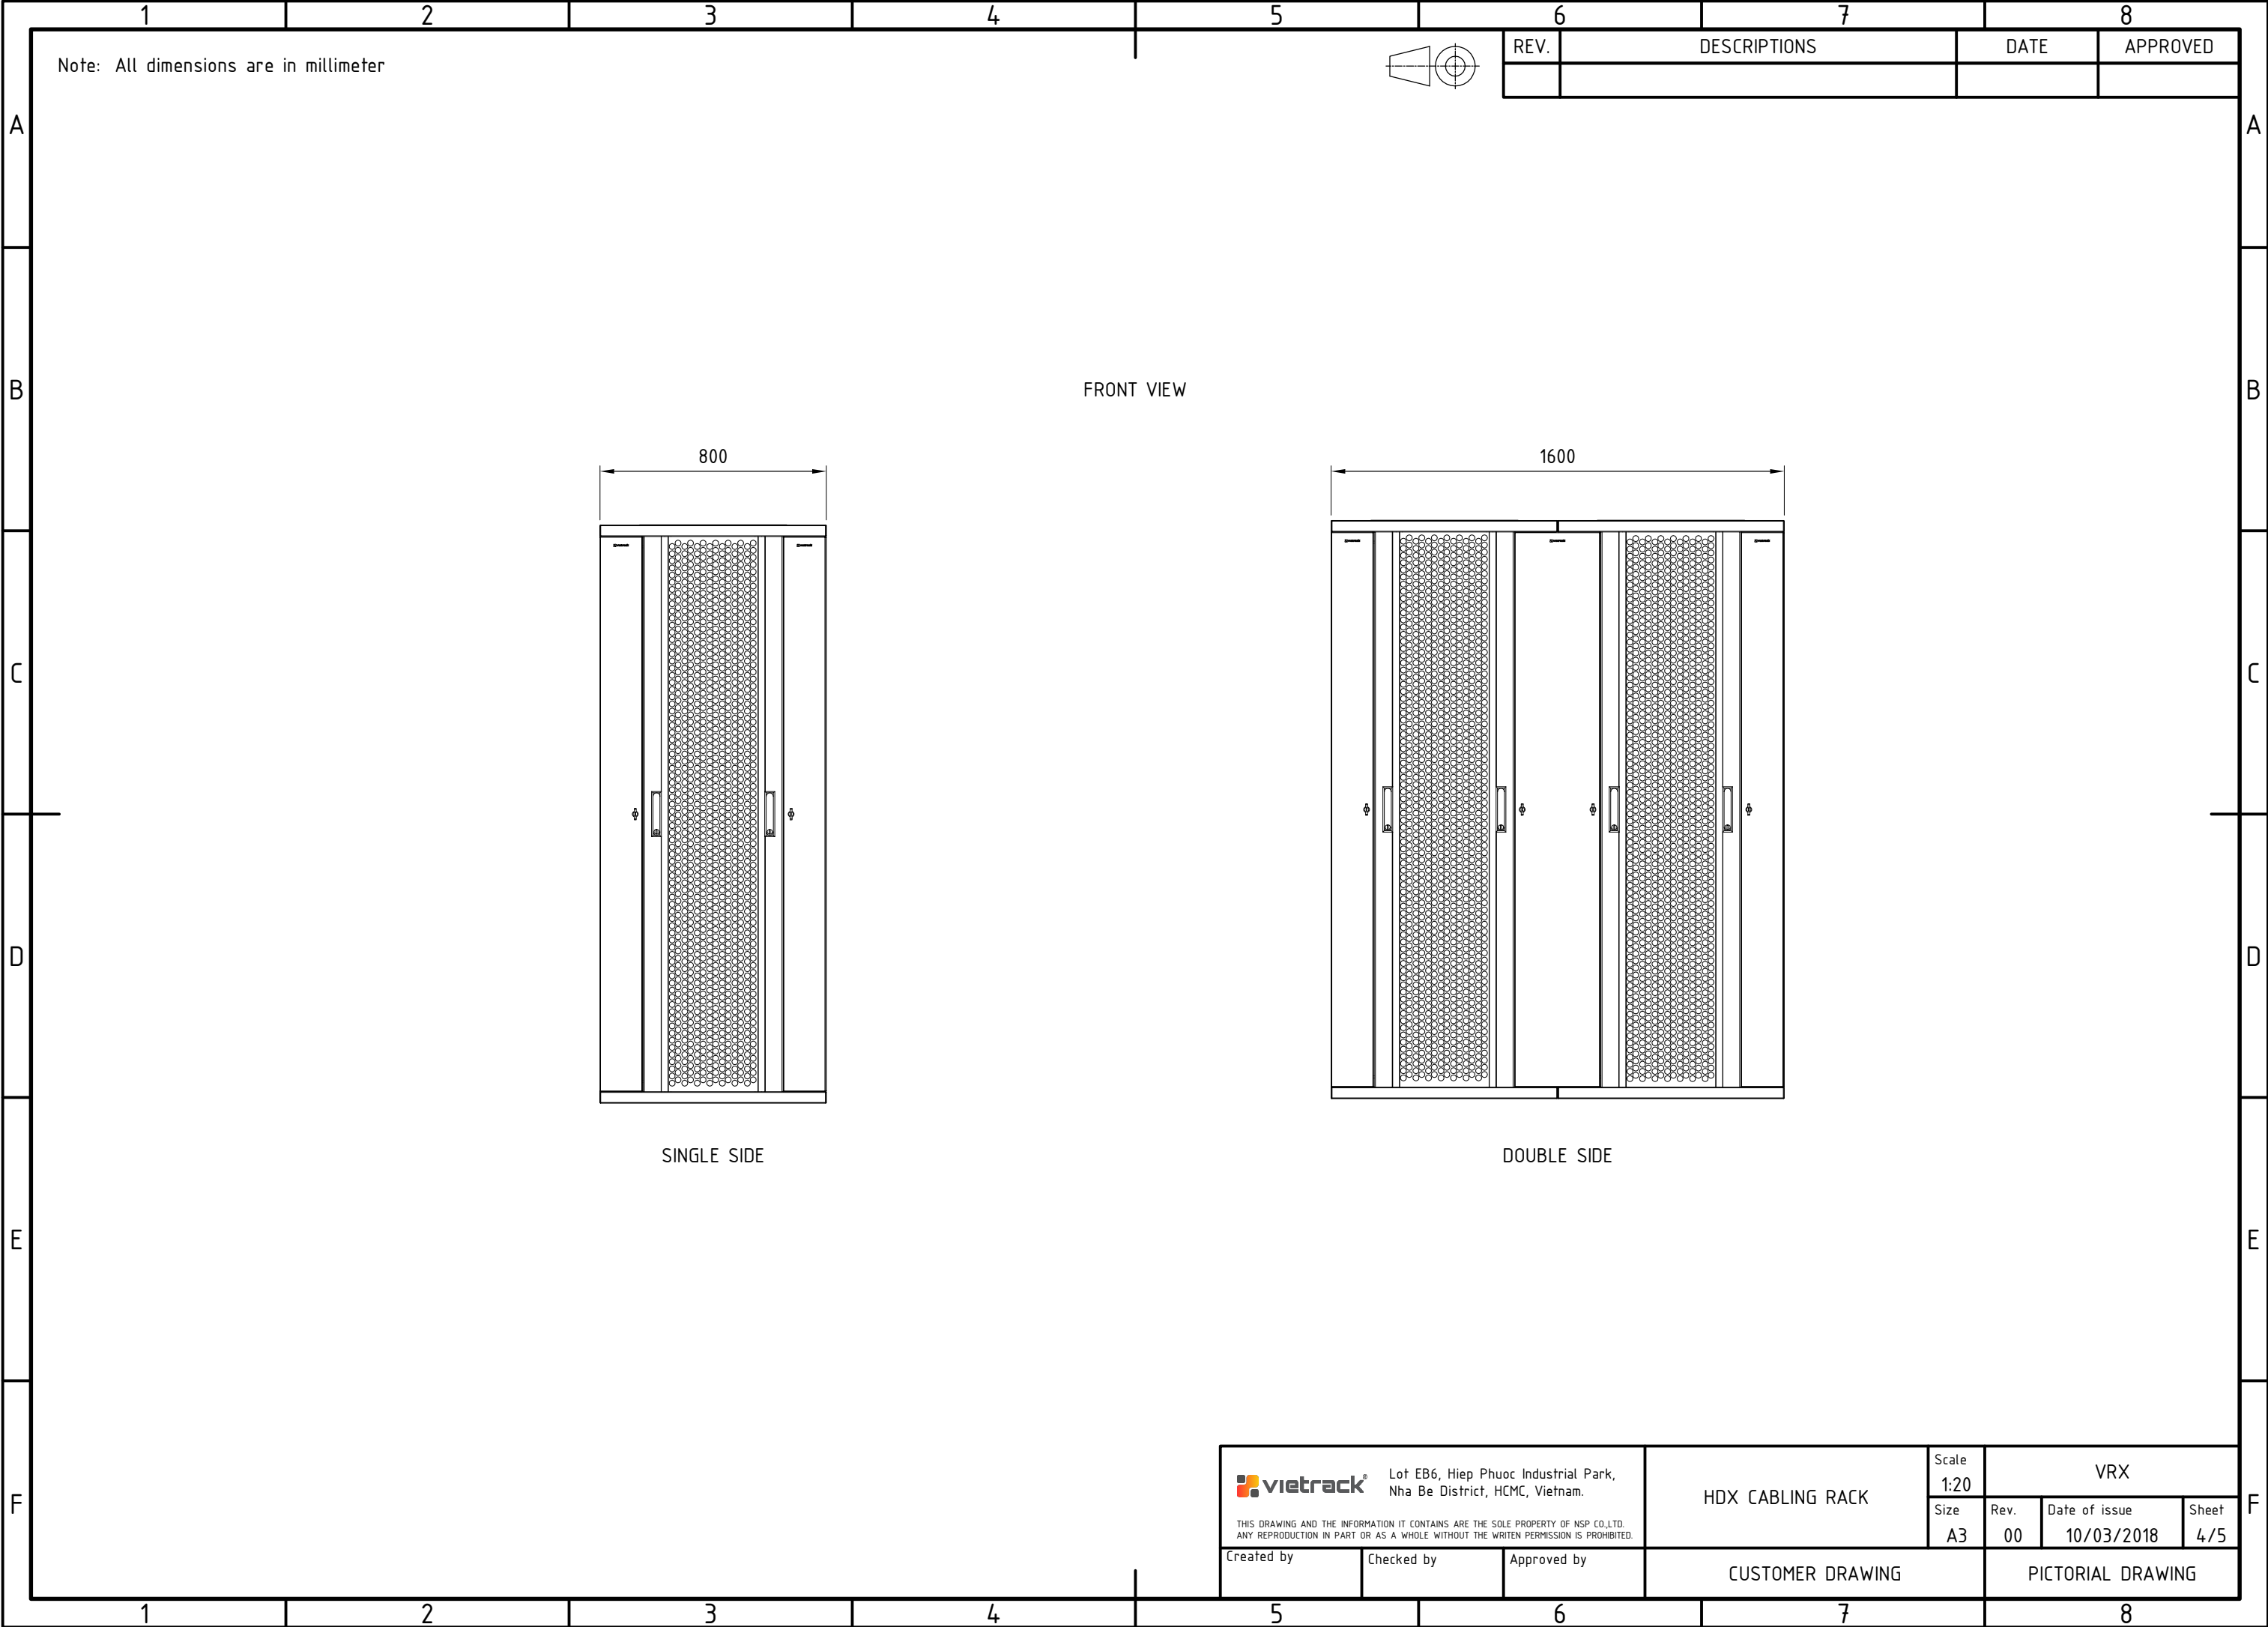 1 2 3 4 5 6 7 8
Note: All dimensions are in millimeter
REV. DESCRIPTIONS DATE APPROVED
A A
B B
FRONT VIEW
800 1600
C C
D D
SINGLE SIDE DOUBLE SIDE
E E
F F
vietrack®
Lot EB6, Hiep Phuoc Industrial Park,
Nha Be District, HCMC, Vietnam.
THIS DRAWING AND THE INFORMATION IT CONTAINS ARE THE SOLE PROPERTY OF NSP CO.,LTD.
ANY REPRODUCTION IN PART OR AS A WHOLE WITHOUT THE WRITEN PERMISSION IS PROHIBITED.
HDX CABLING RACK
Scale
1:20
VRX
Size Rev. Date of issue Sheet
A3 00 10/03/2018 4/5
Created by Checked by Approved by
CUSTOMER DRAWING PICTORIAL DRAWING
1 2 3 4 5 6 7 8